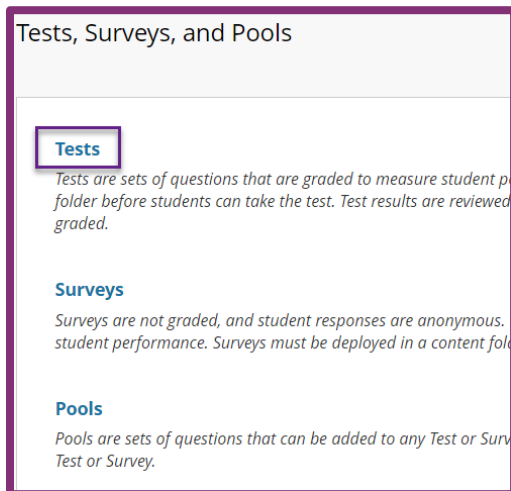 Tests, Surveys, and Pools
Tests
Tests are sets of questions that are graded to measure student
folder before students can take the test. Test results are reviewed
graded.
Surveys
Surveys are not graded, and student responses are anonymous.
student performance. Surveys must be deployed in a content
Pools
Pools are sets of questions that can be added to any Test or
Test or Survey.